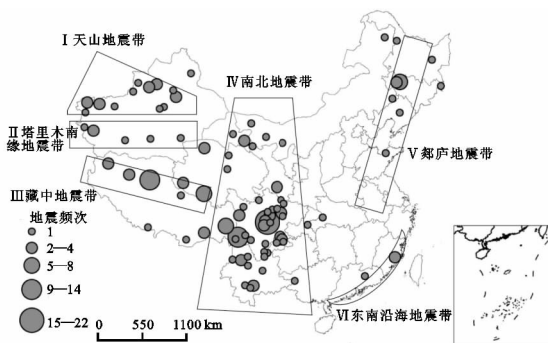 Ⅰ天山地震带
Ⅳ南北地震带
Ⅱ塔里木南
缘地震带
Ⅴ郯庐地震带
Ⅲ藏中地震带
地震频次
1
2—4
5—8
9—14
15—22
0 550 1100 km
Ⅵ东南沿海地震带